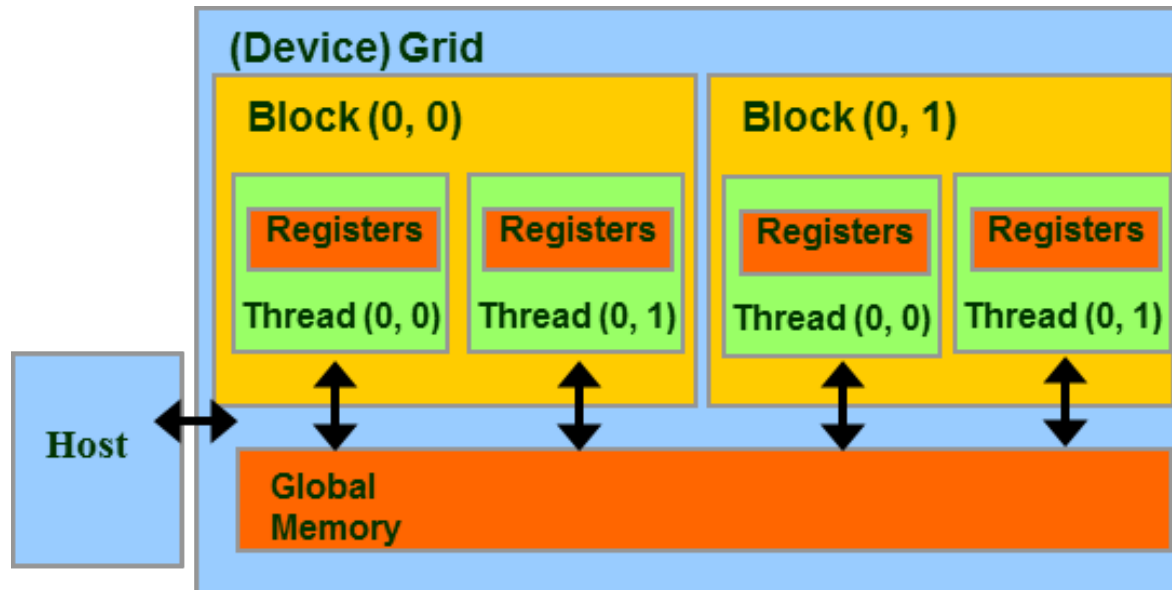 (Device) Grid
Block (0, 0)
Block (0, 1)
Registers
Registers
Registers
Registers
Thread (0, 0)
Thread (0, 1)
Thread (0, 0)
Thread (0, 1)
Host
Global
Memory